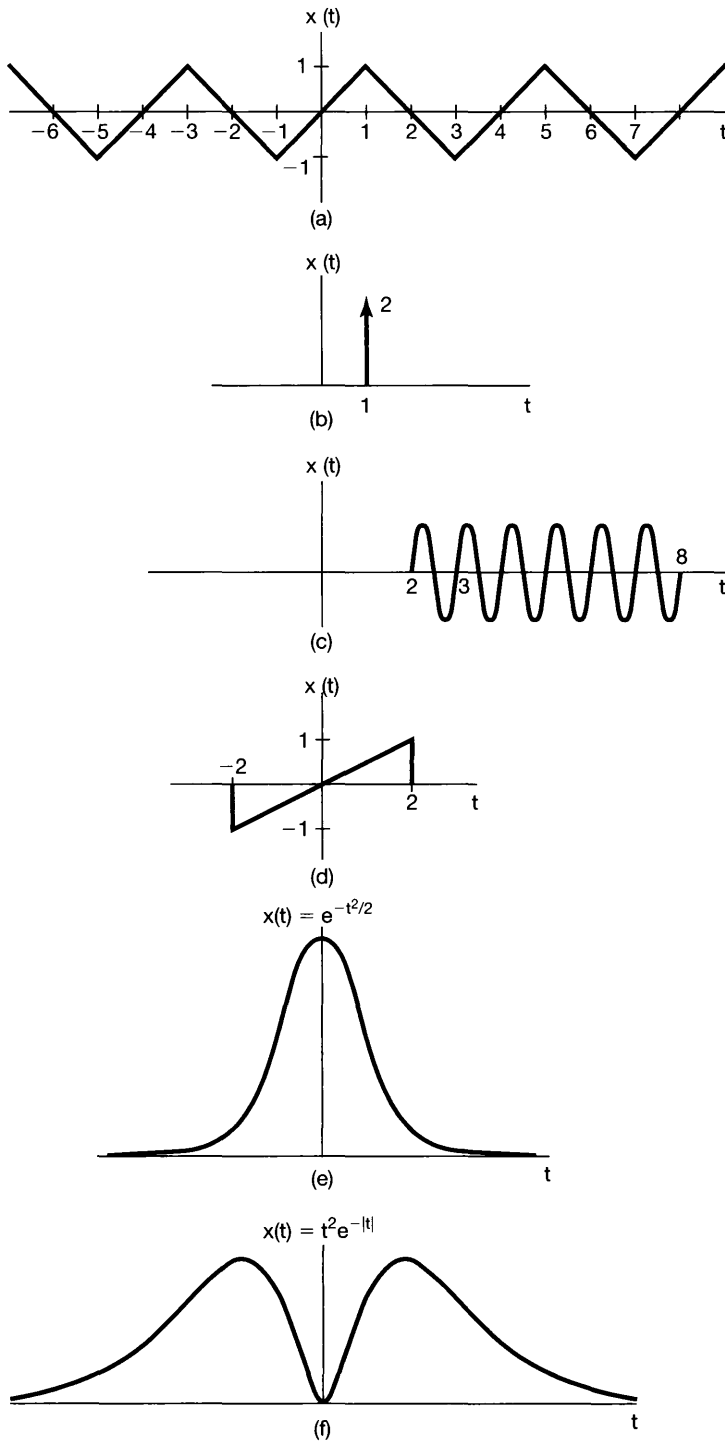 x (t)
1
−6 −5 −4 −3 −2 −1 1 2 3 4 5 6 7 t
−1
(a)
x (t)
2
1 t
(b)
x (t)
8
2 3 t
(c)
x (t)
1
−2
2 t
−1
(d)
x(t) = e^{−t²/2}
t
(e)
x(t) = t²e^{−|t|}
t
(f)